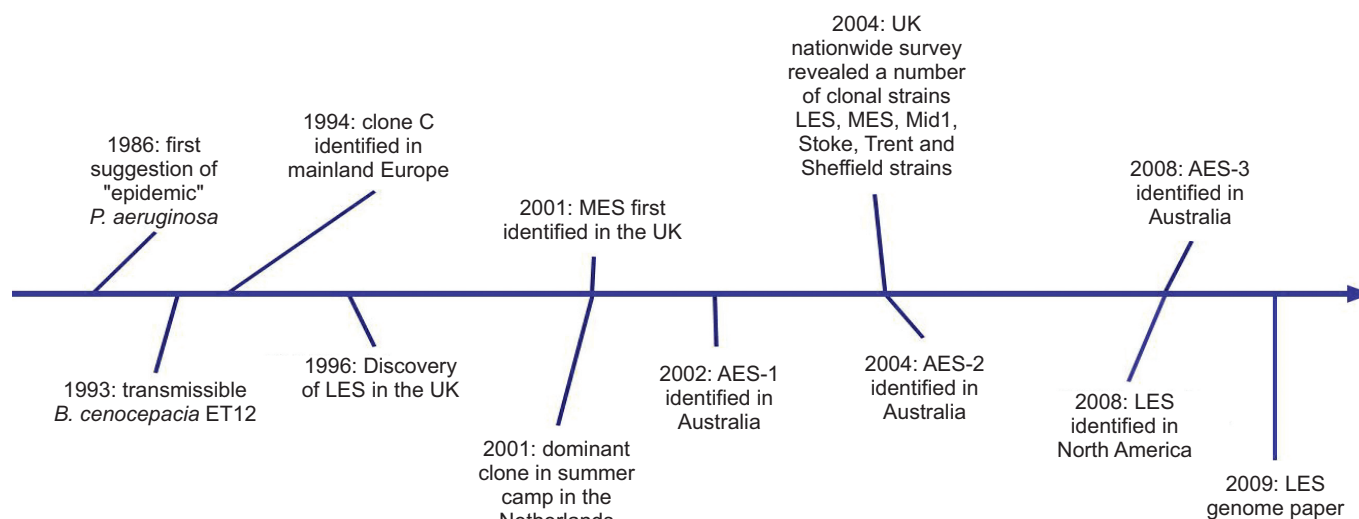 1986: first
suggestion of
"epidemic"
P. aeruginosa
1993: transmissible
B. cenocepacia ET12
1994: clone C
identified in
mainland Europe
1996: Discovery
of LES in the UK
2001: MES first
identified in the UK
2001: dominant
clone in summer
camp in the
Netherlands
2002: AES-1
identified in
Australia
2004: UK
nationwide survey
revealed a number
of clonal strains
LES, MES, Mid1,
Stoke, Trent and
Sheffield strains
2004: AES-2
identified in
Australia
2008: AES-3
identified in
Australia
2008: LES
identified in
North America
2009: LES
genome paper